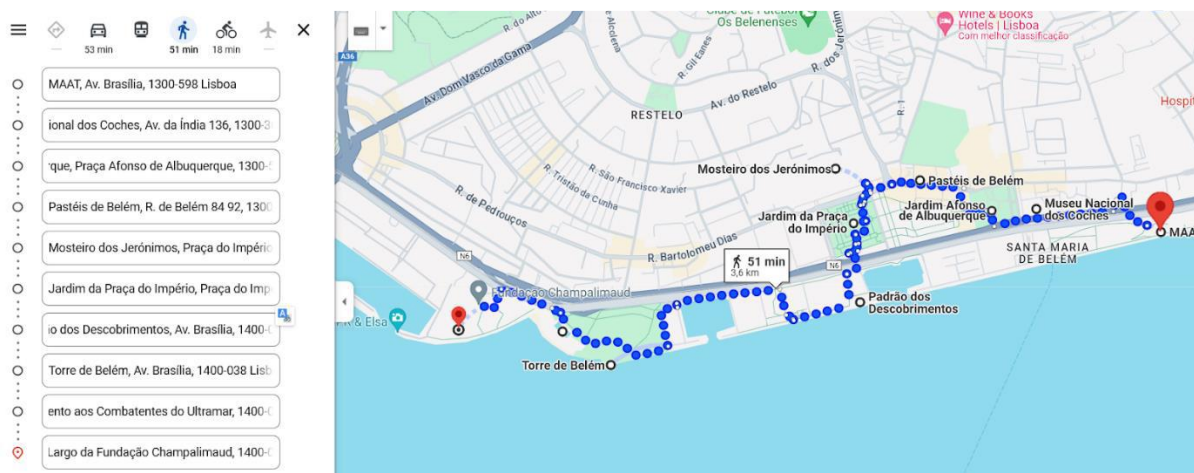 53 min
51 min
18 min
MAAT, Av. Brasília, 1300-598 Lisboa
ional dos Coches, Av. da Índia 136, 1300-3
rque, Praça Afonso de Albuquerque, 1300-
Pastéis de Belém, R. de Belém 84 92, 1300
Mosteiro dos Jerónimos, Praça do Império
Jardim da Praça do Império, Praça do Imp
io dos Descobrimentos, Av. Brasília, 1400-0
Torre de Belém, Av. Brasília, 1400-038 Lisb
ento aos Combatentes do Ultramar, 1400-0
Largo da Fundação Champalimaud, 1400-0
A36
Av. Dom Vasco da Gama
R. de Alcolena
R. Gil Eanes
Os Belenenses
R. dos Jerónim
Wine & Books
Hotels | Lisboa
Com melhor classificação
Av. do Restelo
RESTELO
R. 1
Hospit
R. São Francisco Xavier
R. Tristão da Cunha
R. de Pedrouços
R. Bartolomeu Dias
Mosteiro dos Jerónimos
Pastéis de Belém
Jardim Afonso
de Albuquerque
Museu Nacional
dos Coches
MAA
Jardim da Praça
do Império
SANTA MARIA
DE BELÉM
N6
N6
51 min
3,6 km
Padrão dos
Descobrimentos
Fundação Champalimaud
& Elsa
Torre de Belém